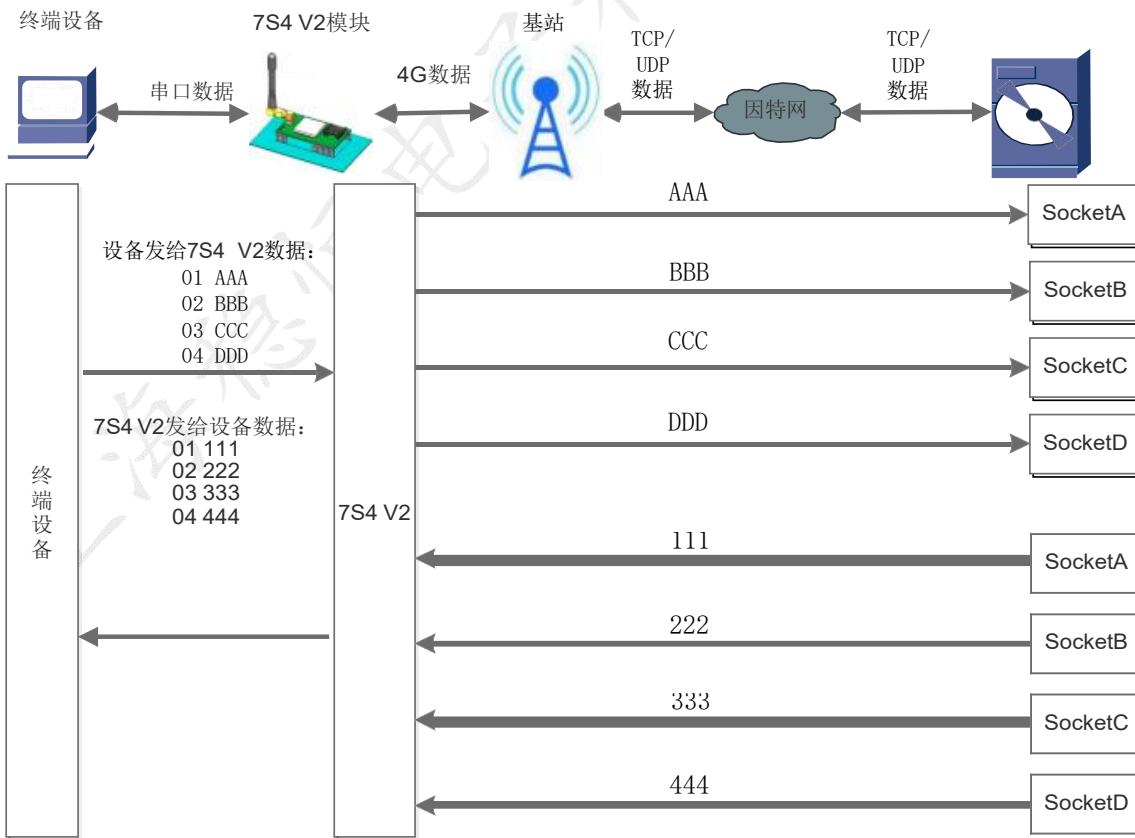 终端设备
7S4 V2模块
基站
串口数据
4G数据
TCP/
UDP
数据
因特网
TCP/
UDP
数据
设备发给7S4 V2数据：
01 AAA
02 BBB
03 CCC
04 DDD
7S4 V2发给设备数据：
01 111
02 222
03 333
04 444
终
端
设
备
7S4 V2
AAA
SocketA
BBB
SocketB
CCC
SocketC
DDD
SocketD
111
SocketA
222
SocketB
333
SocketC
444
SocketD